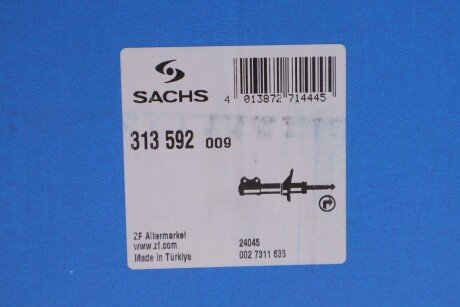 SACHS
4 013872 714445
313 592 009
ZF Aftermarket
www.zf.com
Made in Türkiye
24045
002 7311 635